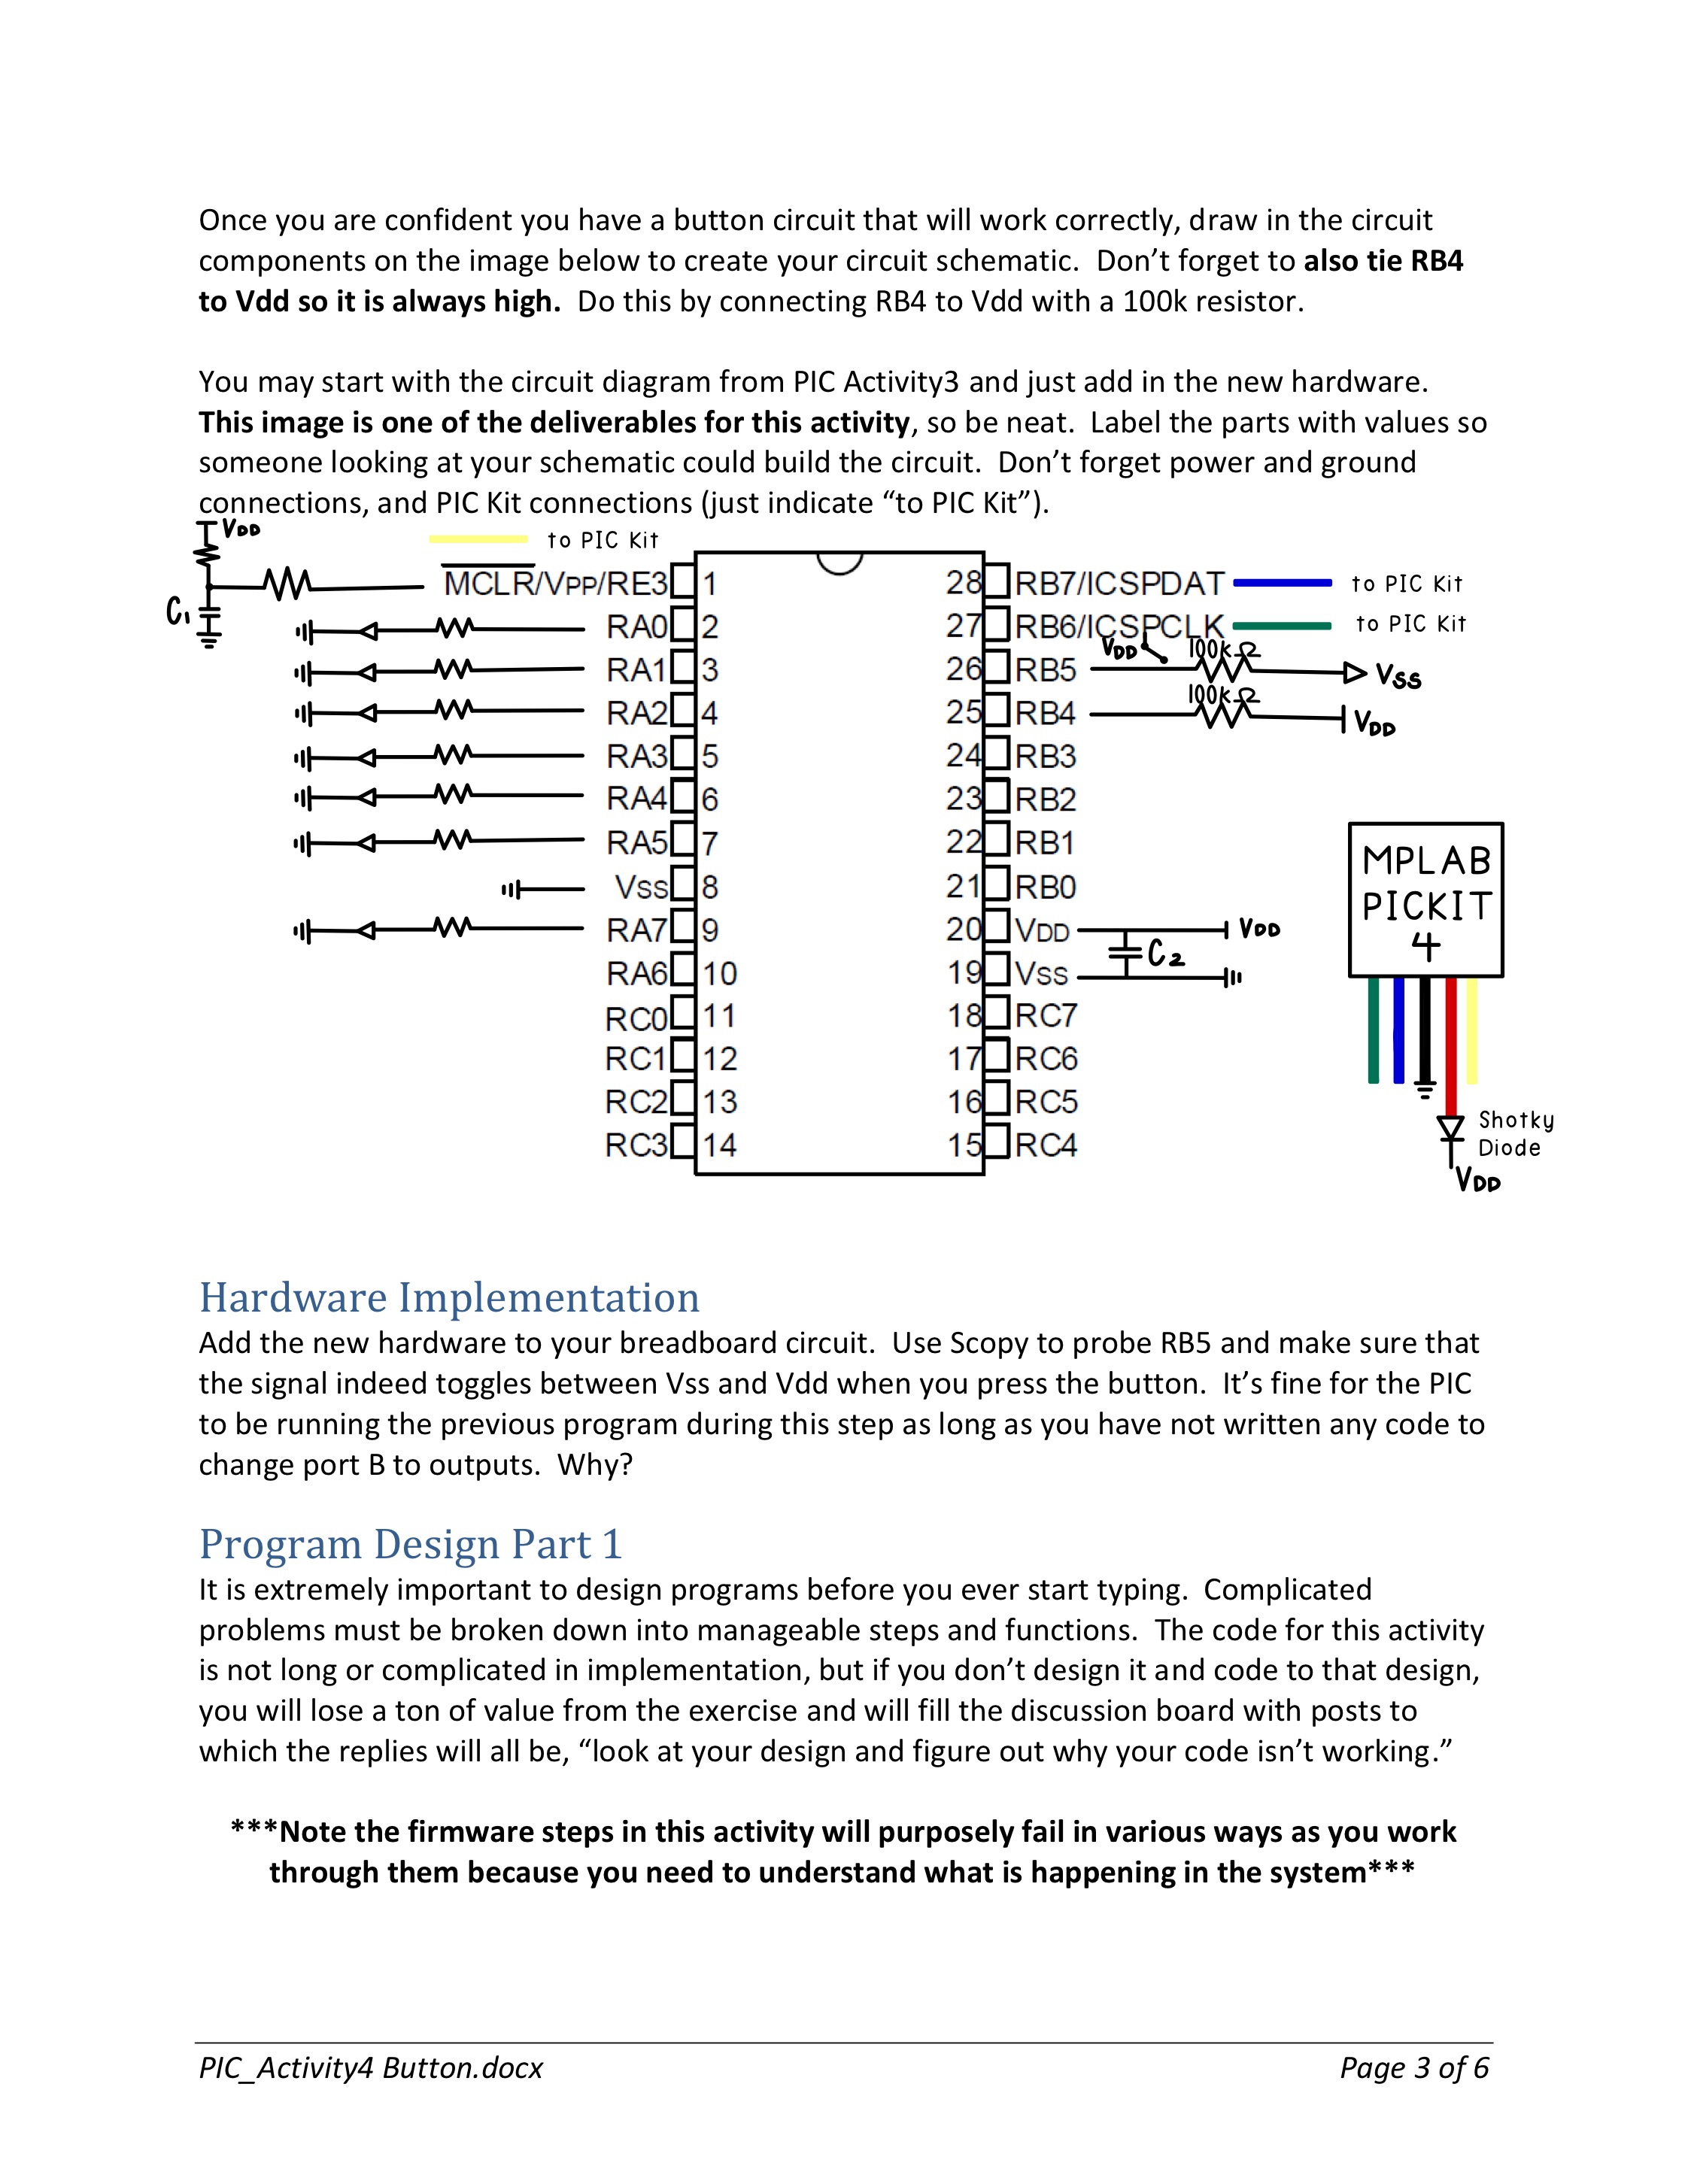 Once you are confident you have a button circuit that will work correctly, draw in the circuit
components on the image below to create your circuit schematic.  Don’t forget to also tie RB4
to Vdd so it is always high.  Do this by connecting RB4 to Vdd with a 100k resistor.
You may start with the circuit diagram from PIC Activity3 and just add in the new hardware.
This image is one of the deliverables for this activity, so be neat.  Label the parts with values so
someone looking at your schematic could build the circuit.  Don’t forget power and ground
connections, and PIC Kit connections (just indicate “to PIC Kit”).
VDD
to PIC Kit
C1
MCLR/VPP/RE3 1
RA0 2
RA1 3
RA2 4
RA3 5
RA4 6
RA5 7
Vss 8
RA7 9
RA6 10
RC0 11
RC1 12
RC2 13
RC3 14
28 RB7/ICSPDAT to PIC Kit
27 RB6/ICSPCLK to PIC Kit
VDD 100kΩ
26 RB5 Vss
100kΩ
25 RB4 VDD
24 RB3
23 RB2
22 RB1
21 RB0
20 VDD VDD
C2
19 Vss
18 RC7
17 RC6
16 RC5
15 RC4
MPLAB
PICKIT
4
Shotky
Diode
VDD
Hardware Implementation
Add the new hardware to your breadboard circuit.  Use Scopy to probe RB5 and make sure that
the signal indeed toggles between Vss and Vdd when you press the button.  It’s fine for the PIC
to be running the previous program during this step as long as you have not written any code to
change port B to outputs.  Why?
Program Design Part 1
It is extremely important to design programs before you ever start typing.  Complicated
problems must be broken down into manageable steps and functions.  The code for this activity
is not long or complicated in implementation, but if you don’t design it and code to that design,
you will lose a ton of value from the exercise and will fill the discussion board with posts to
which the replies will all be, “look at your design and figure out why your code isn’t working.”
***Note the firmware steps in this activity will purposely fail in various ways as you work
through them because you need to understand what is happening in the system***
PIC_Activity4 Button.docx Page 3 of 6